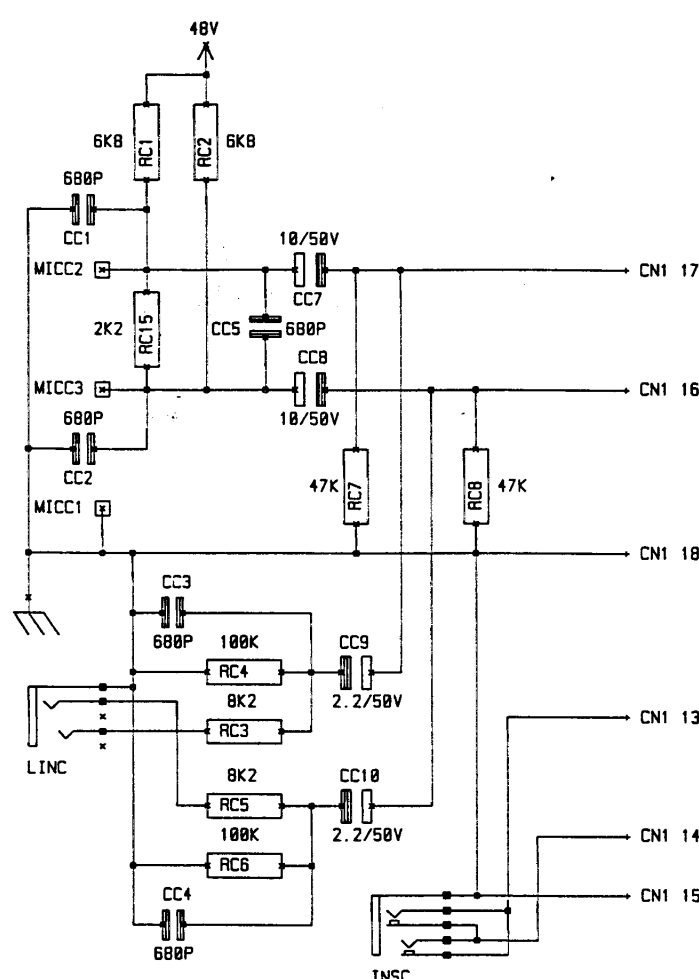 48V
6K8 RC1 RC2 6K8
680P
CC1
10/50V
MICC2 CN1 17
CC7
2K2 RC15 CC5 680P
CC8
MICC3 CN1 16
10/50V
680P
CC2
47K RC7 RC8 47K
MICC1
CN1 18
CC3
680P 100K CC9
RC4
8K2 2.2/50V
RC3 CN1 13
LINC
8K2 CC10
RC5
100K 2.2/50V
RC6 CN1 14
CC4 CN1 15
680P
INSC